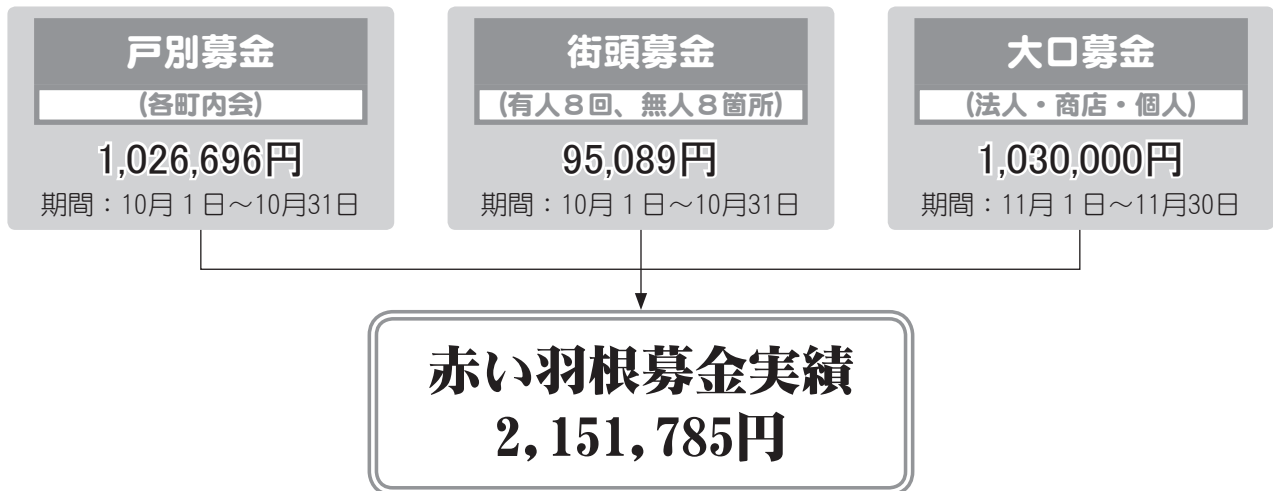 戸別募金
(各町内会)
1,026,696円
期間：10月１日～10月31日
街頭募金
(有人８回、無人８箇所)
95,089円
期間：10月１日～10月31日
大口募金
(法人・商店・個人)
1,030,000円
期間：11月１日～11月30日
赤い羽根募金実績
2,151,785円